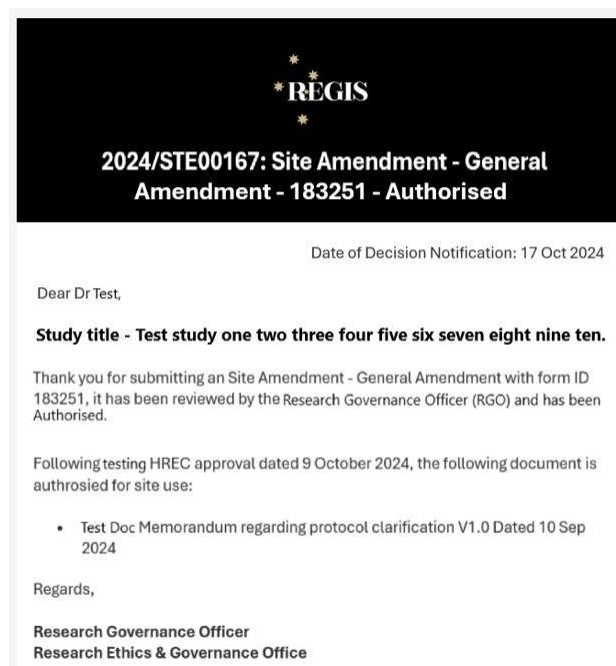 REGIS
2024/STE00167: Site Amendment - General
Amendment - 183251 - Authorised
Date of Decision Notification: 17 Oct 2024
Dear Dr Test,
Study title - Test study one two three four five six seven eight nine ten.
Thank you for submitting an Site Amendment - General Amendment with form ID
183251, it has been reviewed by the Research Governance Officer (RGO) and has been
Authorised.
Following testing HREC approval dated 9 October 2024, the following document is
authrosied for site use:
• Test Doc Memorandum regarding protocol clarification V1.0 Dated 10 Sep
2024
Regards,
Research Governance Officer
Research Ethics & Governance Office